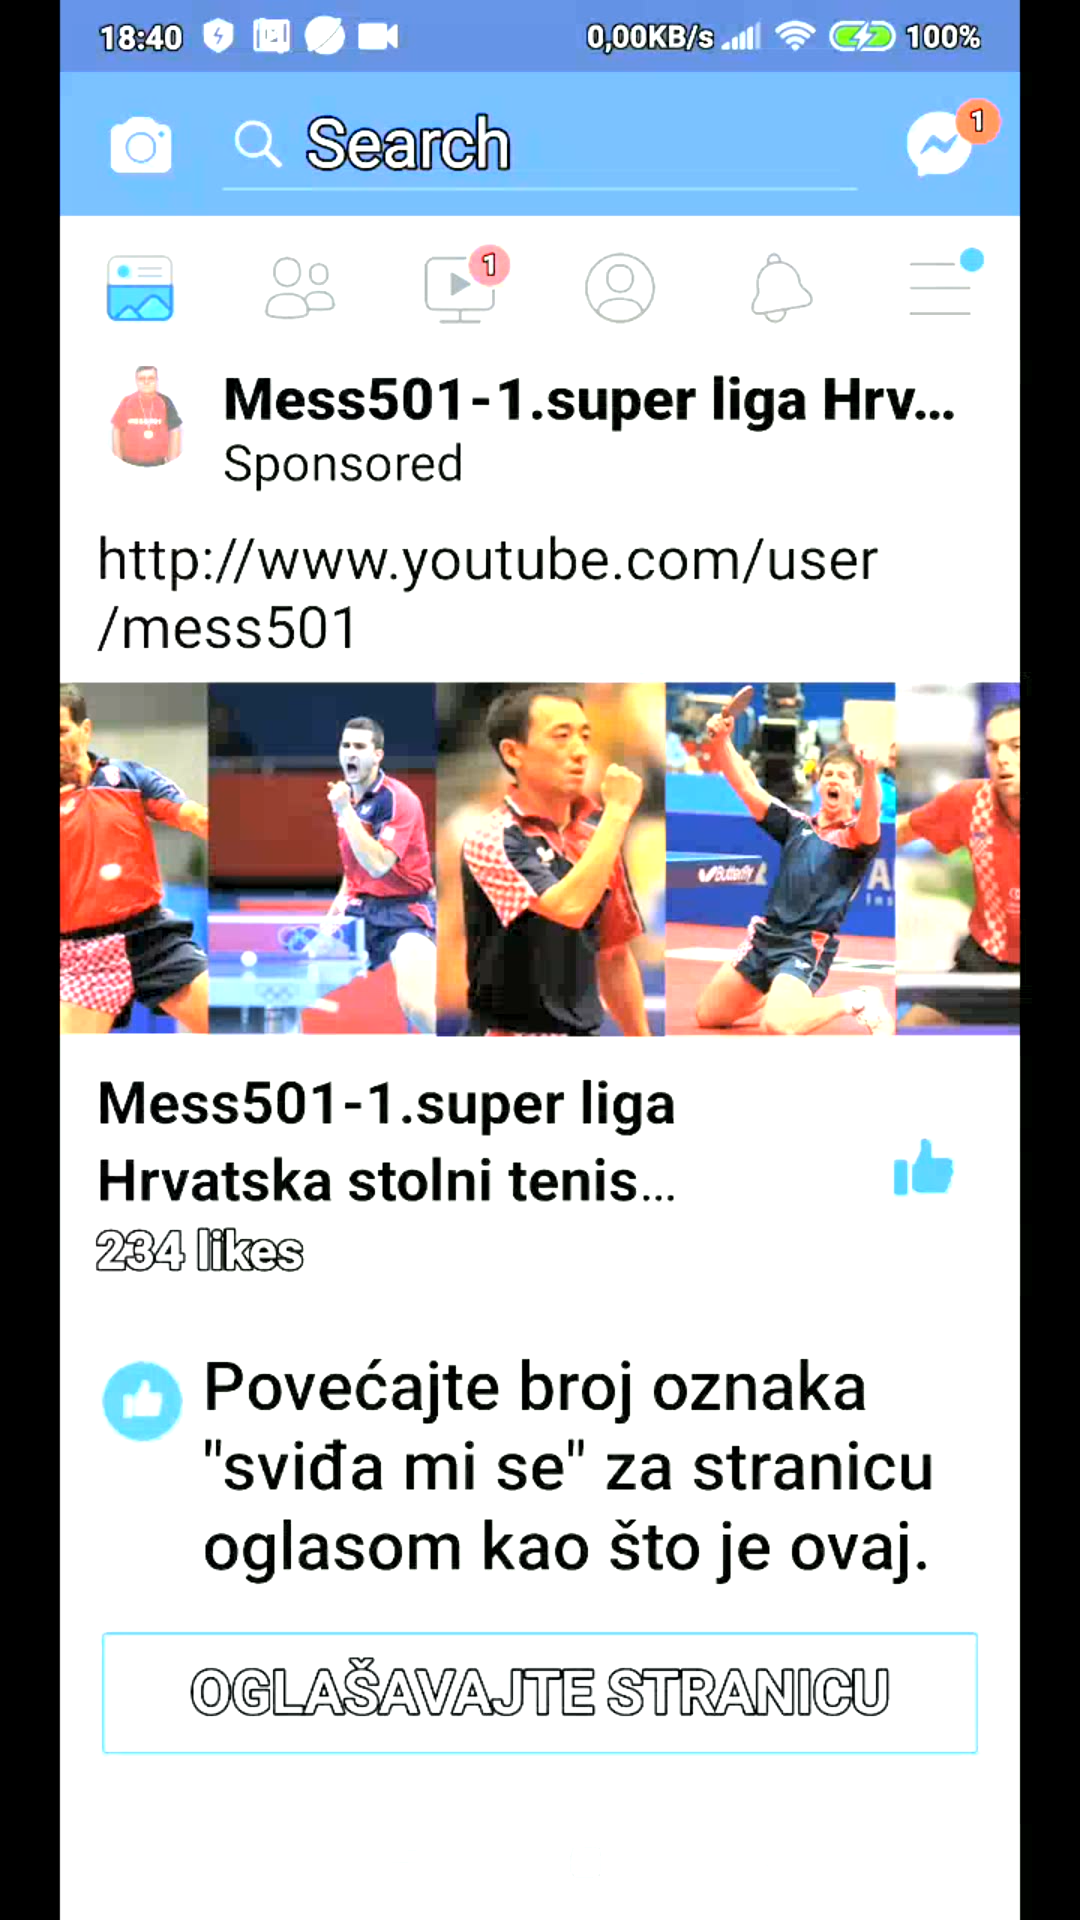 18:40 0,00KB/s 100%
Search
1
1
Mess501-1.super liga Hrv...
Sponsored
http://www.youtube.com/user
/mess501
Butterfly
A
Mess501-1.super liga
Hrvatska stolni tenis...
234 likes
Povećajte broj oznaka
"sviđa mi se" za stranicu
oglasom kao što je ovaj.
OGLAŠAVAJTE STRANICU